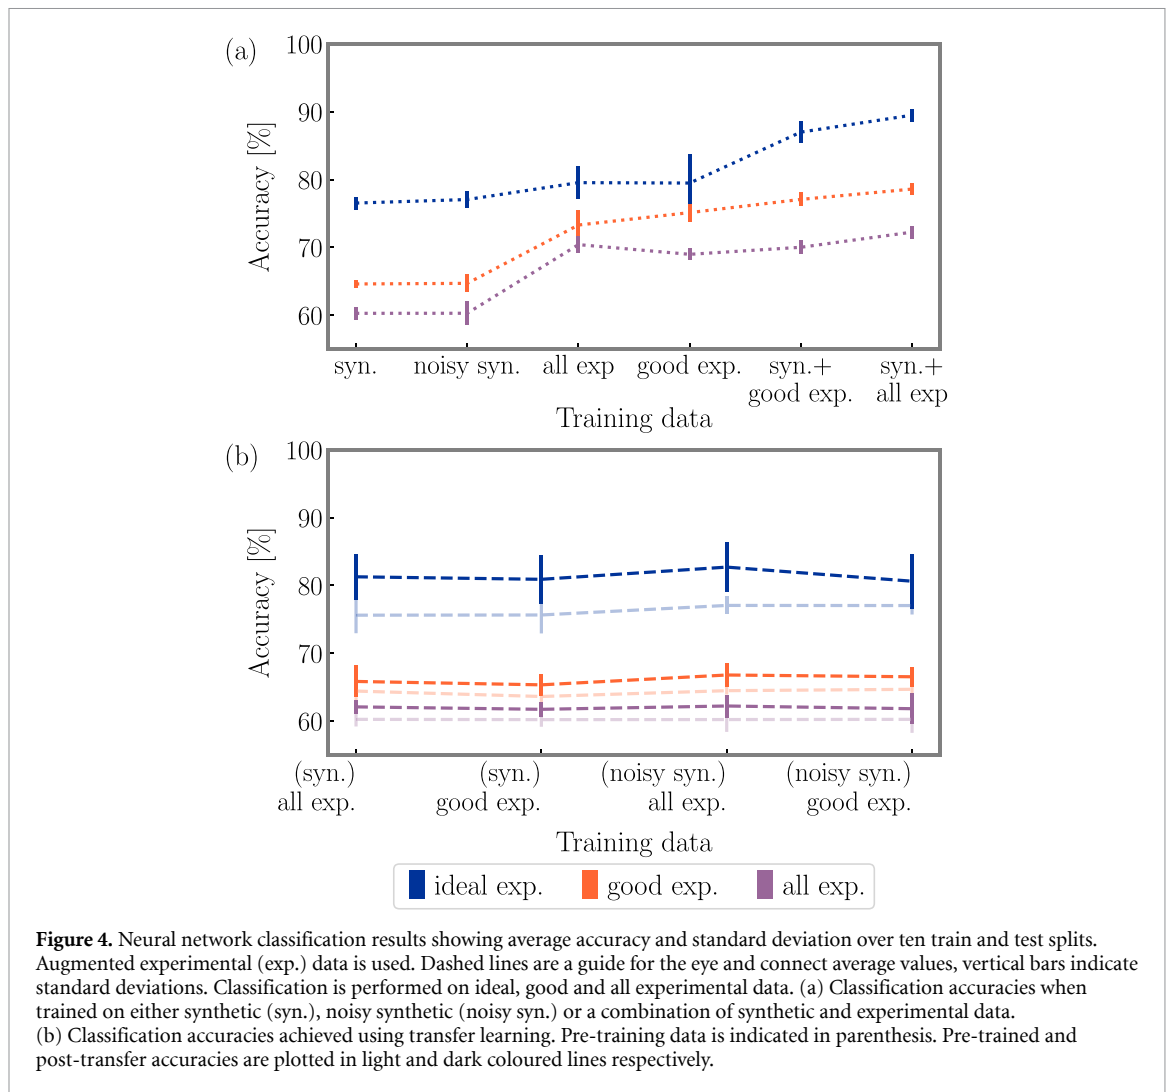 (a)
100
90
80
70
60
Accuracy [%]
syn.
noisy syn.
all exp
good exp.
syn.+
good exp.
syn.+
all exp
Training data
(b)
100
90
80
70
60
Accuracy [%]
(syn.)
all exp.
(syn.)
good exp.
(noisy syn.)
all exp.
(noisy syn.)
good exp.
Training data
ideal exp.
good exp.
all exp.
Figure 4. Neural network classification results showing average accuracy and standard deviation over ten train and test splits.
Augmented experimental (exp.) data is used. Dashed lines are a guide for the eye and connect average values, vertical bars indicate
standard deviations. Classification is performed on ideal, good and all experimental data. (a) Classification accuracies when
trained on either synthetic (syn.), noisy synthetic (noisy syn.) or a combination of synthetic and experimental data.
(b) Classification accuracies achieved using transfer learning. Pre-training data is indicated in parenthesis. Pre-trained and
post-transfer accuracies are plotted in light and dark coloured lines respectively.